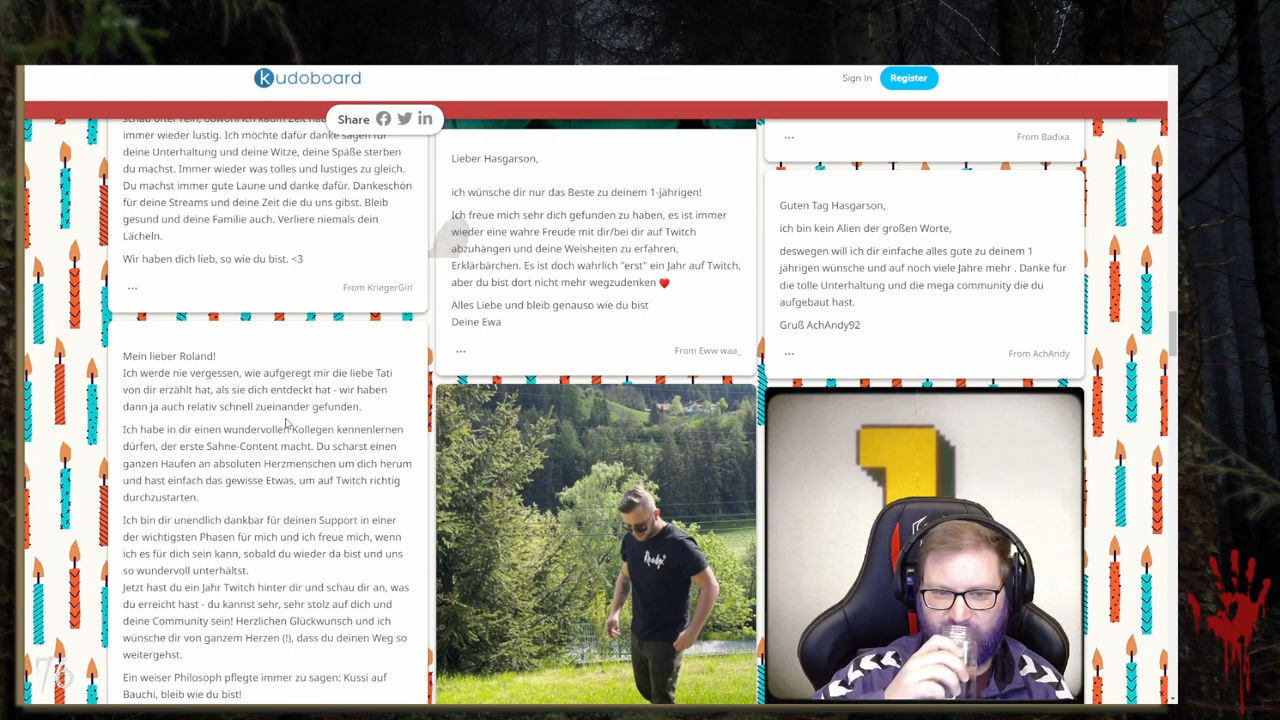 kudoboard
Sign In
Register
Share
immer wieder lustig. Ich möchte dafür danke sagen für
deine Unterhaltung und deine Witze, deine Späße sterben
du machst. Immer wieder was tolles und lustiges zu gleich.
Du machst immer gute Laune und danke dafür. Dankeschön
für deine Streams und deine Zeit die du uns gibst. Bleib
gesund und deine Familie auch. Verliere niemals dein
Lächeln.
Wir haben dich lieb, so wie du bist. <3
From KriegerGirl
Mein lieber Roland!
Ich werde nie vergessen, wie aufgeregt mir die liebe Tati
von dir erzählt hat, als sie dich entdeckt hat - wir haben
dann ja auch relativ schnell zueinander gefunden.
Ich habe in dir einen wundervollen Kollegen kennenlernen
dürfen, der erste Sahne-Content macht. Du scharst einen
ganzen Haufen an absoluten Herzmenschen um dich herum
und hast einfach das gewisse Etwas, um auf Twitch richtig
durchzustarten.
Ich bin dir unendlich dankbar für deinen Support in einer
der wichtigsten Phasen für mich und ich freue mich, wenn
ich es für dich sein kann, sobald du wieder da bist und uns
so wundervoll unterhältst.
Jetzt hast du ein Jahr Twitch hinter dir und schau dir an, was
du erreicht hast - du kannst sehr, sehr stolz auf dich und
deine Community sein! Herzlichen Glückwunsch und ich
wünsche dir von ganzem Herzen (!), dass du deinen Weg so
weitergehst.
Ein weiser Philosoph pflegte immer zu sagen: Kussi auf
Bauchi, bleib wie du bist!
Lieber Hasgarson,
ich wünsche dir nur das Beste zu deinem 1-jährigen!
Ich freue mich sehr dich gefunden zu haben, es ist immer
wieder eine wahre Freude mit dir/bei dir auf Twitch
abzuhängen und deine Weisheiten zu erfahren,
Erklärbärchen. Es ist doch wahrlich "erst" ein Jahr auf Twitch,
aber du bist dort nicht mehr wegzudenken ❤️
Alles Liebe und bleib genauso wie du bist
Deine Ewa
From Eww waa_
From Badixa
Guten Tag Hasgarson,
ich bin kein Alien der großen Worte,
deswegen will ich dir einfache alles gute zu deinem 1
jährigen wünsche und auf noch viele Jahre mehr . Danke für
die tolle Unterhaltung und die mega community die du
aufgebaut hast.
Gruß AchAndy92
From AchAndy
1